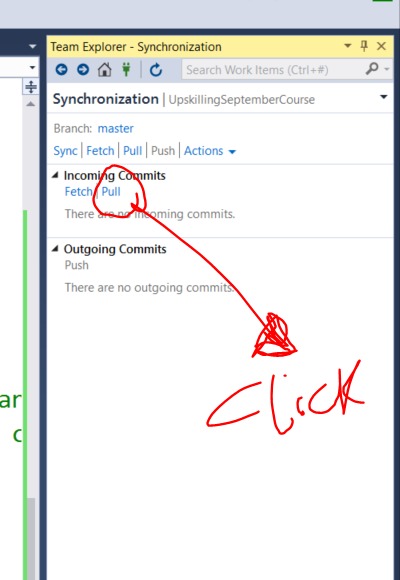 Team Explorer - Synchronization
Search Work Items (Ctrl+#)
Synchronization | UpskillingSeptemberCourse
Branch: master
Sync | Fetch | Pull | Push | Actions
Incoming Commits
Fetch | Pull
There are no incoming commits.
Outgoing Commits
Push
There are no outgoing commits.
Click
ar
c